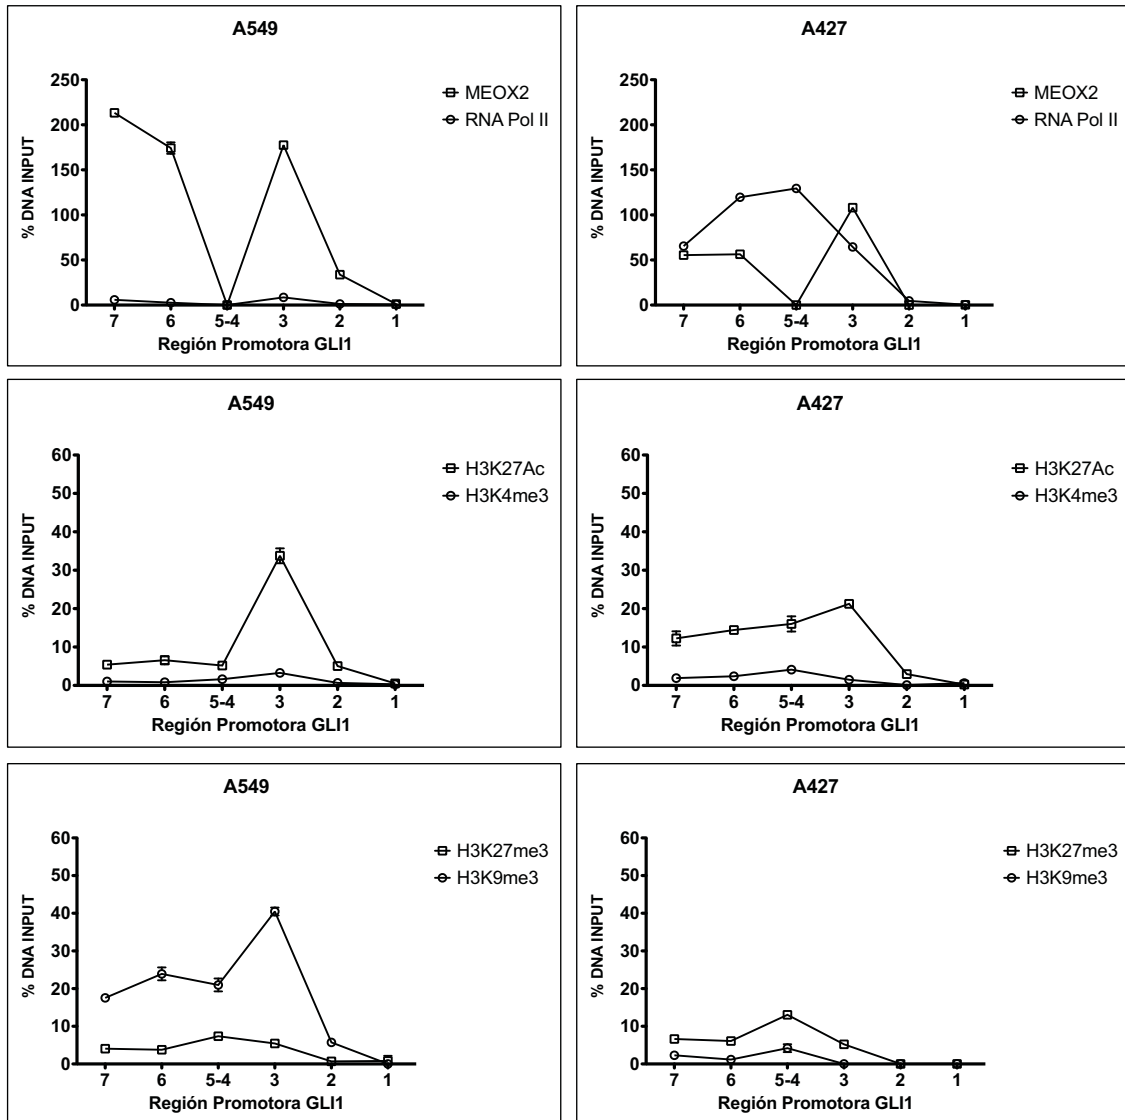 A549
250
200
150
100
50
0
% DNA INPUT
7 6 5-4 3 2 1
Región Promotora GLI1
MEOX2
RNA Pol II
A427
250
200
150
100
50
0
% DNA INPUT
7 6 5-4 3 2 1
Región Promotora GLI1
MEOX2
RNA Pol II
A549
60
50
40
30
20
10
0
% DNA INPUT
7 6 5-4 3 2 1
Región Promotora GLI1
H3K27Ac
H3K4me3
A427
60
50
40
30
20
10
0
% DNA INPUT
7 6 5-4 3 2 1
Región Promotora GLI1
H3K27Ac
H3K4me3
A549
60
50
40
30
20
10
0
% DNA INPUT
7 6 5-4 3 2 1
Región Promotora GLI1
H3K27me3
H3K9me3
A427
60
50
40
30
20
10
0
% DNA INPUT
7 6 5-4 3 2 1
Región Promotora GLI1
H3K27me3
H3K9me3